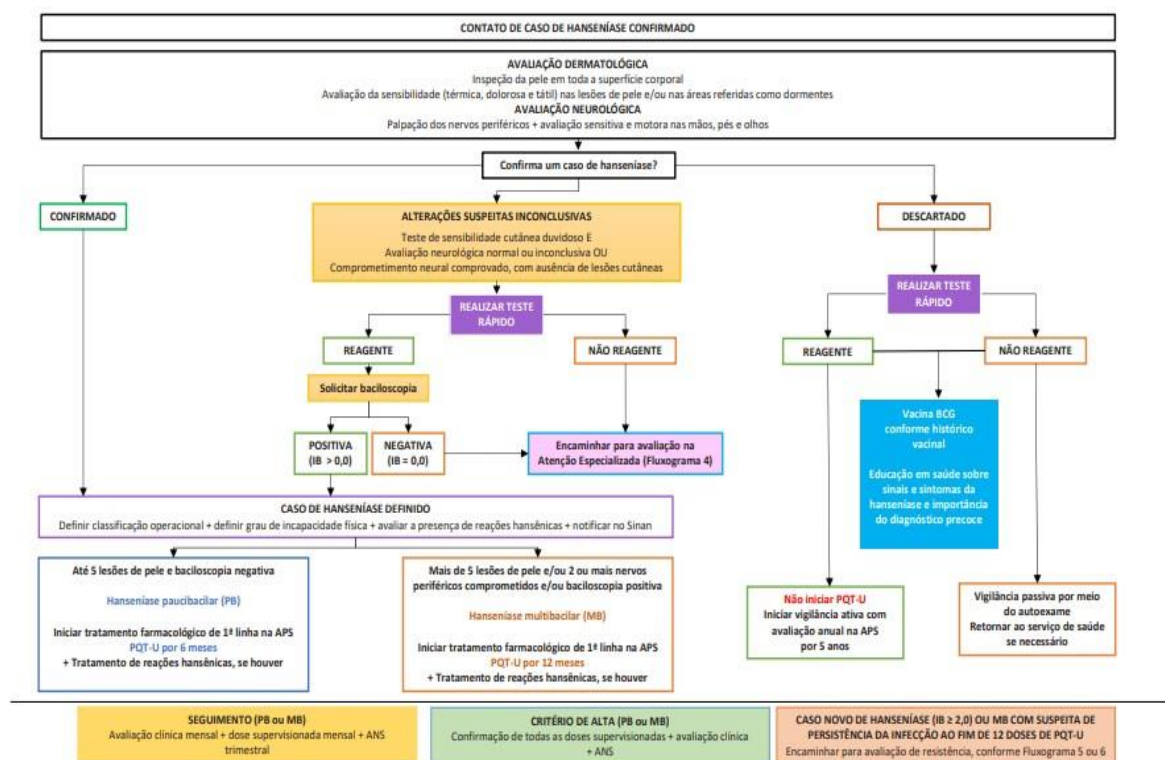 CONTATO DE CASO DE HANSENÍASE CONFIRMADO
AVALIAÇÃO DERMATOLÓGICA
Inspeção da pele em toda a superfície corporal
Avaliação da sensibilidade (térmica, dolorosa e tátil) nas lesões de pele e/ou nas áreas referidas como dormentes
AVALIAÇÃO NEUROLÓGICA
Palpação dos nervos periféricos + avaliação sensitiva e motora nas mãos, pés e olhos
Confirma um caso de hanseníase?
CONFIRMADO
ALTERAÇÕES SUSPEITAS INCONCLUSIVAS
Teste de sensibilidade cutânea duvidoso E
Avaliação neurológica normal ou inconclusiva OU
Comprometimento neural comprovado, com ausência de lesões cutâneas
DESCARTADO
REALIZAR TESTE
RÁPIDO
REALIZAR TESTE
RÁPIDO
REAGENTE
NÃO REAGENTE
REAGENTE
NÃO REAGENTE
Solicitar baciloscopia
POSITIVA
(IB > 0,0)
NEGATIVA
(IB = 0,0)
Encaminhar para avaliação na
Atenção Especializada (Fluxograma 4)
Vacina BCG
conforme histórico
vacinal
Educação em saúde sobre
sinais e sintomas da
hanseníase e importância
do diagnóstico precoce
CASO DE HANSENÍASE DEFINIDO
Definir classificação operacional + definir grau de incapacidade física + avaliar a presença de reações hansênicas + notificar no Sinan
Até 5 lesões de pele e baciloscopia negativa
Hanseníase paucibacilar (PB)
Iniciar tratamento farmacológico de 1ª linha na APS
PQT-U por 6 meses
+ Tratamento de reações hansênicas, se houver
Mais de 5 lesões de pele e/ou 2 ou mais nervos
periféricos comprometidos e/ou baciloscopia positiva
Hanseníase multibacilar (MB)
Iniciar tratamento farmacológico de 1ª linha na APS
PQT-U por 12 meses
+ Tratamento de reações hansênicas, se houver
Não iniciar PQT-U
Iniciar vigilância ativa com
avaliação anual na APS
por 5 anos
Vigilância passiva por meio
do autoexame
Retornar ao serviço de saúde
se necessário
SEGUIMENTO (PB ou MB)
Avaliação clínica mensal + dose supervisionada mensal + ANS
trimestral
CRITÉRIO DE ALTA (PB ou MB)
Confirmação de todas as doses supervisionadas + avaliação clínica
+ ANS
CASO NOVO DE HANSENÍASE (IB ≥ 2,0) OU MB COM SUSPEITA DE
PERSISTÊNCIA DA INFECÇÃO AO FIM DE 12 DOSES DE PQT-U
Encaminhar para avaliação de resistência, conforme Fluxograma 5 ou 6